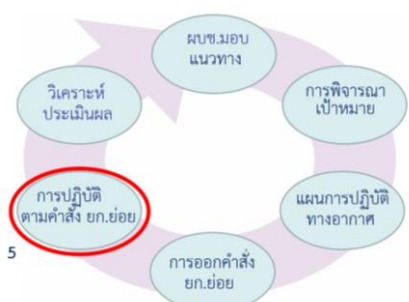 ผบช.มอบ
แนวทาง
การพิจารณา
เป้าหมาย
แผนการปฏิบัติ
ทางอากาศ
การออกคำสั่ง
ยก.ย่อย
การปฏิบัติ
ตามคำสั่ง ยก.ย่อย
5
วิเคราะห์
ประเมินผล